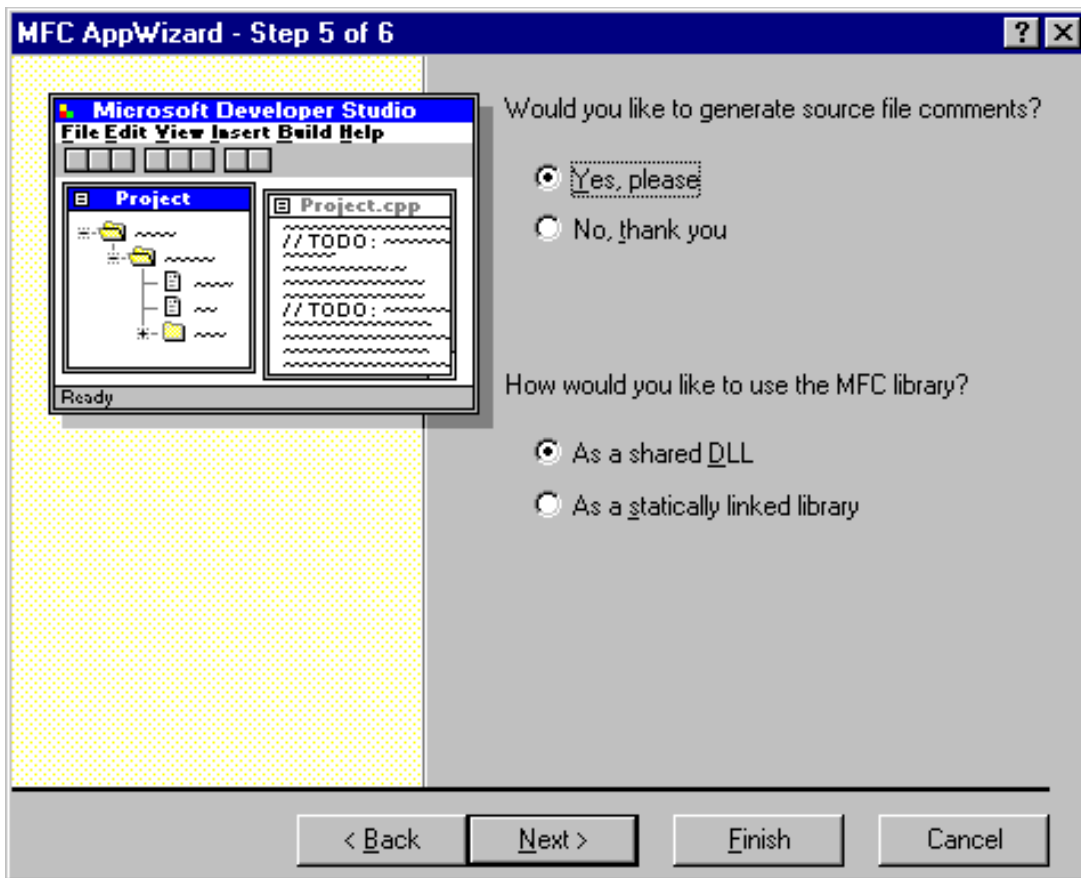 MFC AppWizard - Step 5 of 6
Microsoft Developer Studio
File Edit View Insert Build Help
Project
Project.cpp
// TODO:
// TODO:
Ready
Would you like to generate source file comments?
Yes, please
No, thank you
How would you like to use the MFC library?
As a shared DLL
As a statically linked library
< Back
Next >
Finish
Cancel